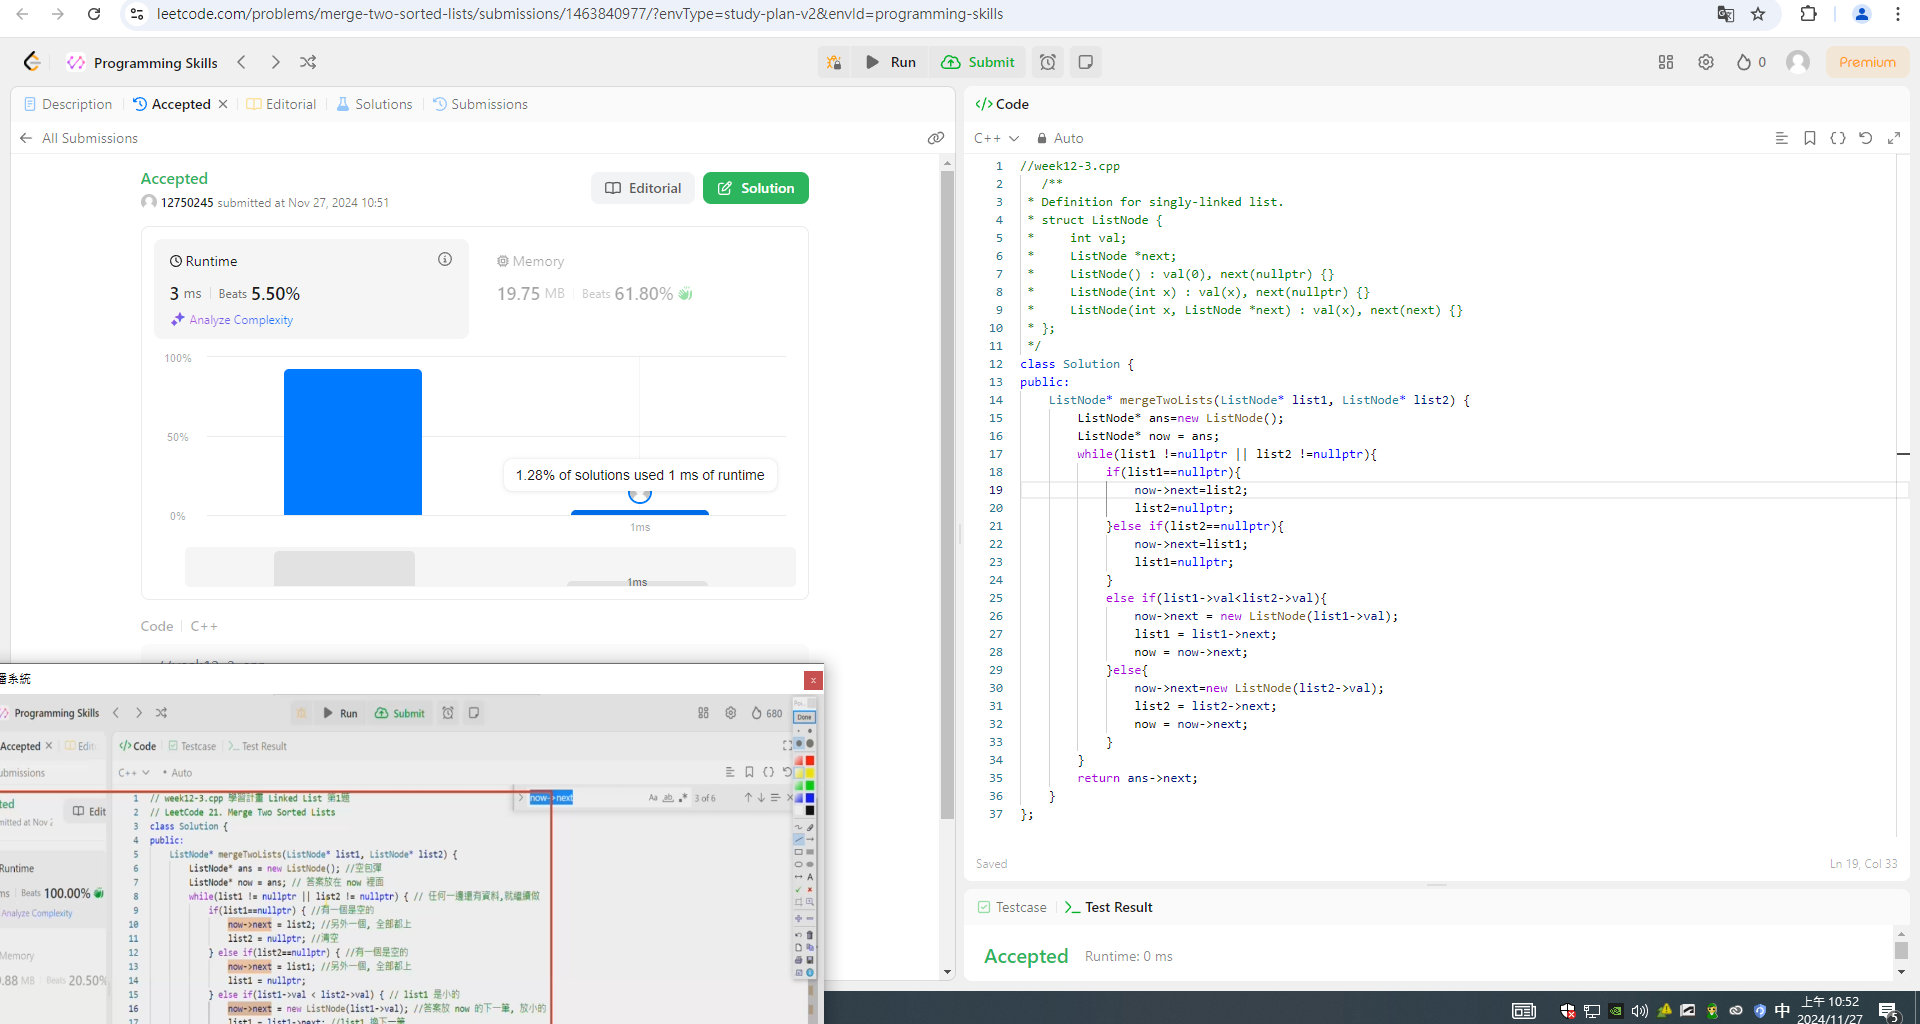 leetcode.com/problems/merge-two-sorted-lists/submissions/1463840977/?envType=study-plan-v2&envId=programming-skills
Programming Skills
Run
Submit
0
Premium
Description
Accepted
Editorial
Solutions
Submissions
All Submissions
Accepted
12750245 submitted at Nov 27, 2024 10:51
Editorial
Solution
Runtime
3 ms
Beats 5.50%
Analyze Complexity
Memory
19.75 MB
Beats 61.80%
100%
50%
0%
1.28% of solutions used 1 ms of runtime
1ms
1ms
Code
C++
</> Code
C++
Auto
1 //week12-3.cpp
2 /**
3 * Definition for singly-linked list.
4 * struct ListNode {
5 * int val;
6 * ListNode *next;
7 * ListNode() : val(0), next(nullptr) {}
8 * ListNode(int x) : val(x), next(nullptr) {}
9 * ListNode(int x, ListNode *next) : val(x), next(next) {}
10 * };
11 */
12 class Solution {
13 public:
14 ListNode* mergeTwoLists(ListNode* list1, ListNode* list2) {
15 ListNode* ans=new ListNode();
16 ListNode* now = ans;
17 while(list1 !=nullptr || list2 !=nullptr){
18 if(list1==nullptr){
19 now->next=list2;
20 list2=nullptr;
21 }else if(list2==nullptr){
22 now->next=list1;
23 list1=nullptr;
24 }
25 else if(list1->val<list2->val){
26 now->next = new ListNode(list1->val);
27 list1 = list1->next;
28 now = now->next;
29 }else{
30 now->next=new ListNode(list2->val);
31 list2 = list2->next;
32 now = now->next;
33 }
34 }
35 return ans->next;
36 }
37 };
Saved
Ln 19, Col 33
Testcase
Test Result
Accepted
Runtime: 0 ms
播系統
Programming Skills
Run
Submit
680
Done
Accepted
Edit
</> Code
Testcase
Test Result
C++
Auto
now->next
3 of 6
Edit
Runtime
ms
Beats 100.00%
Analyze Complexity
Memory
.88 MB
Beats 20.50%
1 // week12-3.cpp 學習計畫 Linked List 第1題
2 // LeetCode 21. Merge Two Sorted Lists
3 class Solution {
4 public:
5 ListNode* mergeTwoLists(ListNode* list1, ListNode* list2) {
6 ListNode* ans = new ListNode(); //空包彈
7 ListNode* now = ans; // 答案放在 now 裡面
8 while(list1 != nullptr || list2 != nullptr) { // 任何一邊還有資料,就繼續做
9 if(list1==nullptr) { //有一個是空的
10 now->next = list2; //另外一個, 全部都上
11 list2 = nullptr; //清空
12 } else if(list2==nullptr) { //有一個是空的
13 now->next = list1; //另外一個, 全部都上
14 list1 = nullptr;
15 } else if(list1->val < list2->val) { // list1 是小的
16 now->next = new ListNode(list1->val); //答案放 now 的下一筆, 放小的
17 list1 = list1->next; //list1 換下一筆
中
上午 10:52
2024/11/27
5